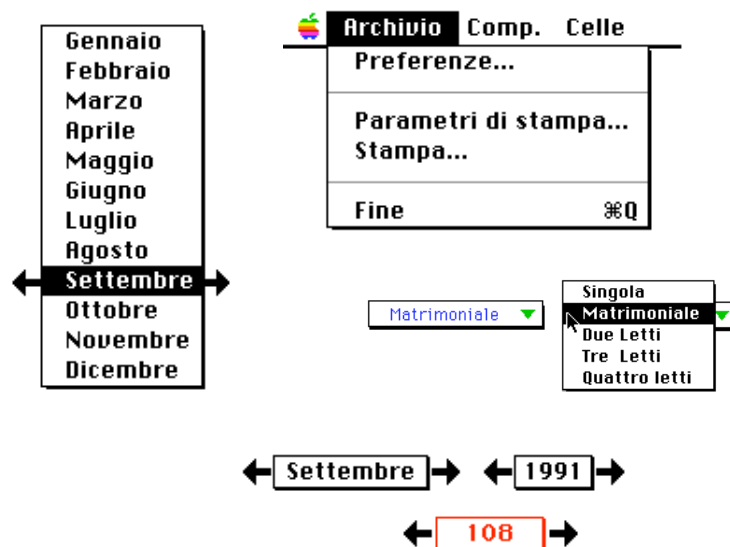 Gennaio
Febbraio
Marzo
Aprile
Maggio
Giugno
Luglio
Agosto
Settembre
Ottobre
Novembre
Dicembre
Archivio Comp. Celle
Preferenze...
Parametri di stampa...
Stampa...
Fine ⌘Q
Matrimoniale
Singola
Matrimoniale
Due Letti
Tre Letti
Quattro letti
Settembre
1991
108